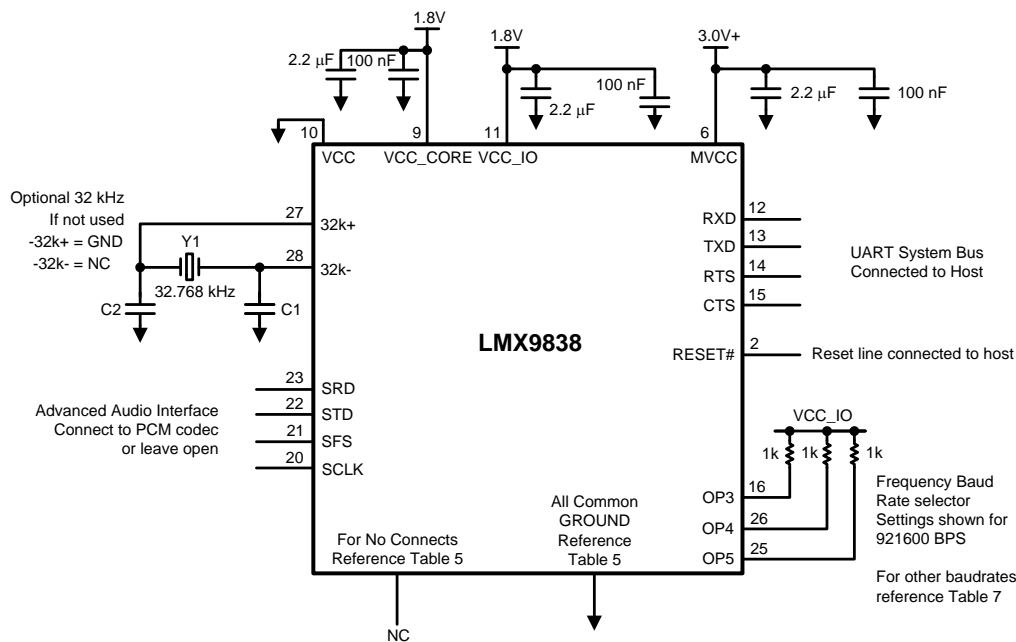 1.8V
1.8V
3.0V+
2.2 μF
100 nF
2.2 μF
100 nF
2.2 μF
100 nF
10
9
11
6
VCC
VCC_CORE
VCC_IO
MVCC
Optional 32 kHz
If not used
-32k+ = GND
-32k- = NC
27
32k+
28
32k-
Y1
32.768 kHz
C2
C1
RXD
12
TXD
13
RTS
14
CTS
15
UART System Bus
Connected to Host
LMX9838
RESET#
2
Reset line connected to host
Advanced Audio Interface
Connect to PCM codec
or leave open
23
SRD
22
STD
21
SFS
20
SCLK
VCC_IO
1k
1k
1k
OP3
16
OP4
26
OP5
25
Frequency Baud
Rate selector
Settings shown for
921600 BPS
For other baudrates
reference Table 7
For No Connects
Reference Table 5
All Common
GROUND
Reference
Table 5
NC